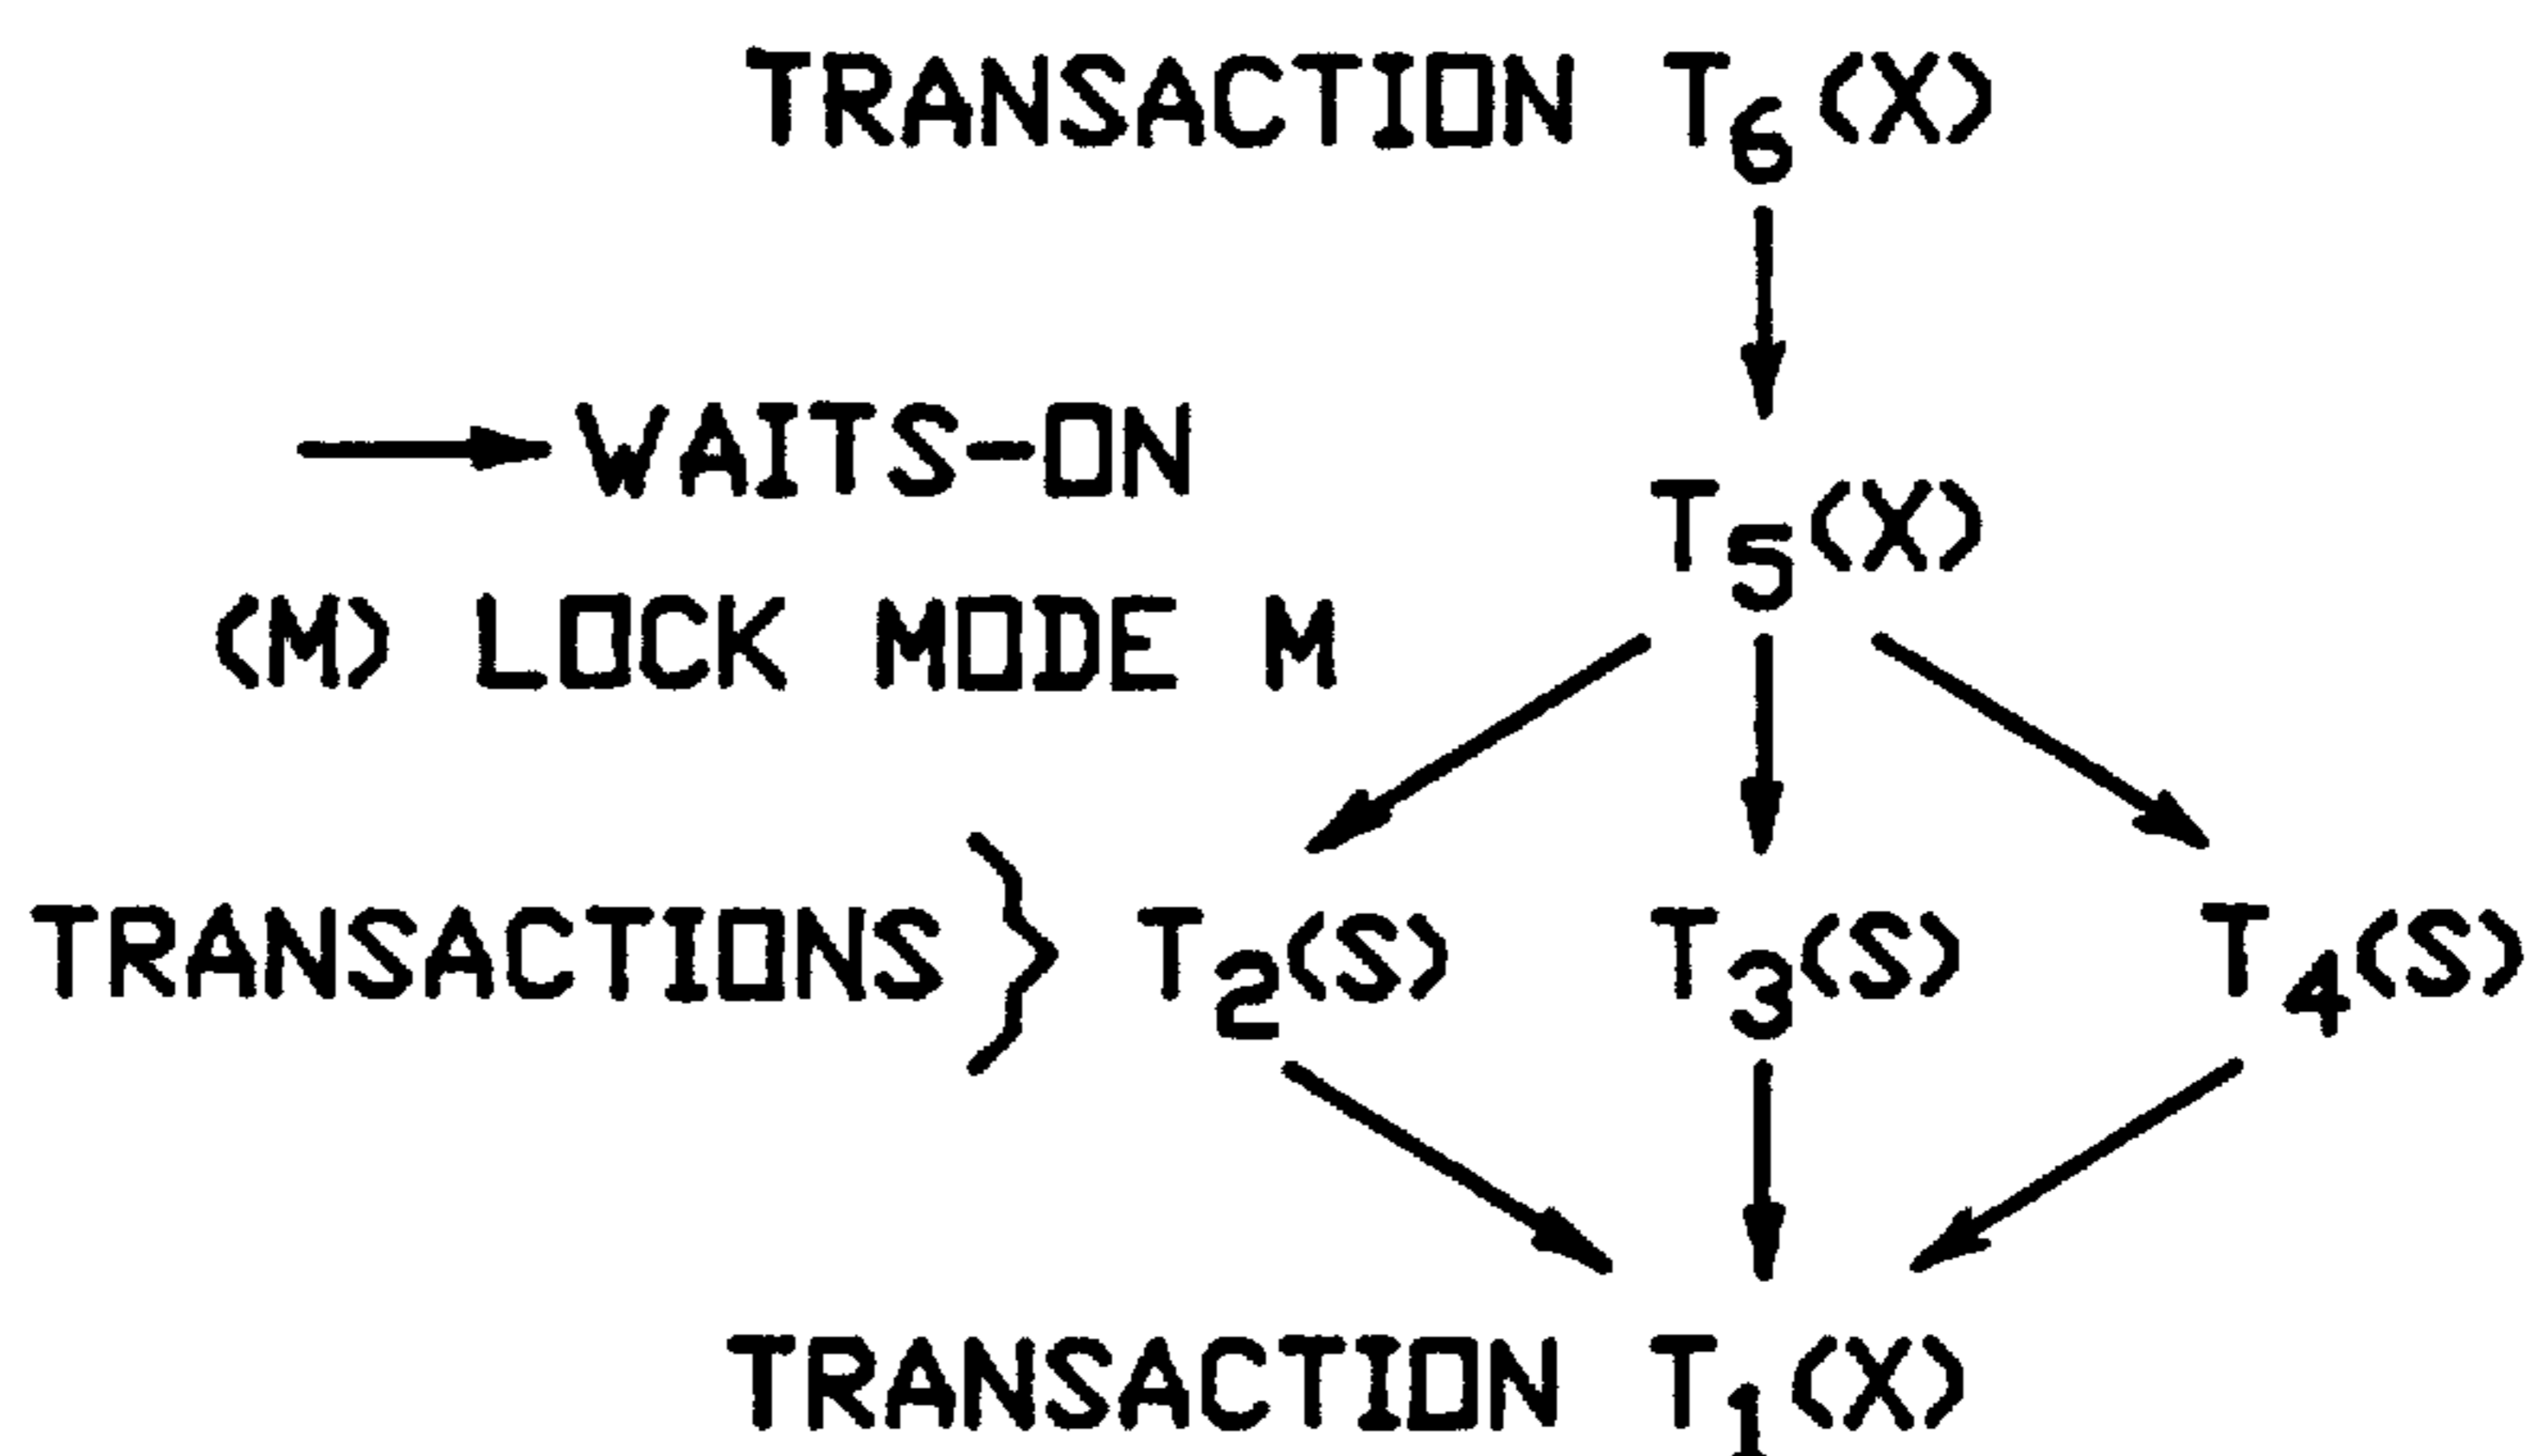 TRANSACTION T6(X)
WAITS-ON
T5(X)
(M) LOCK MODE M
TRANSACTIONS T2(S) T3(S) T4(S)
TRANSACTION T1(X)